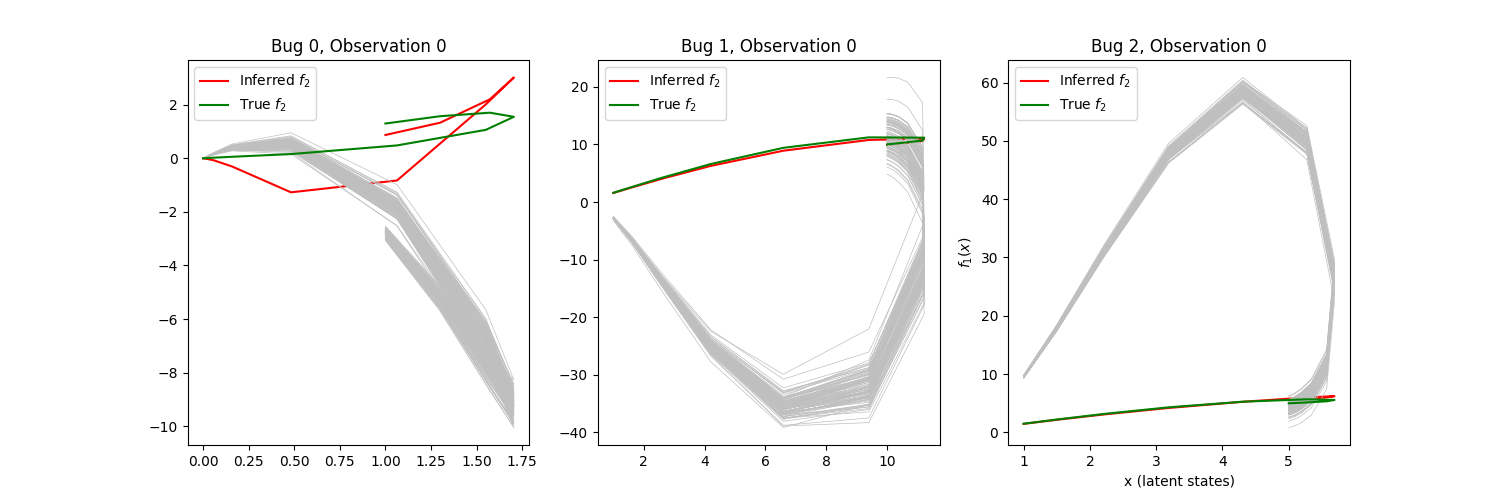 Bug 0, Observation 0
Inferred f₂
True f₂
2
0
−2
−4
−6
−8
−10
0.00 0.25 0.50 0.75 1.00 1.25 1.50 1.75
Bug 1, Observation 0
Inferred f₂
True f₂
20
10
0
−10
−20
−30
−40
2 4 6 8 10
Bug 2, Observation 0
Inferred f₂
True f₂
f₁(x)
60
50
40
30
20
10
0
1 2 3 4 5
x (latent states)